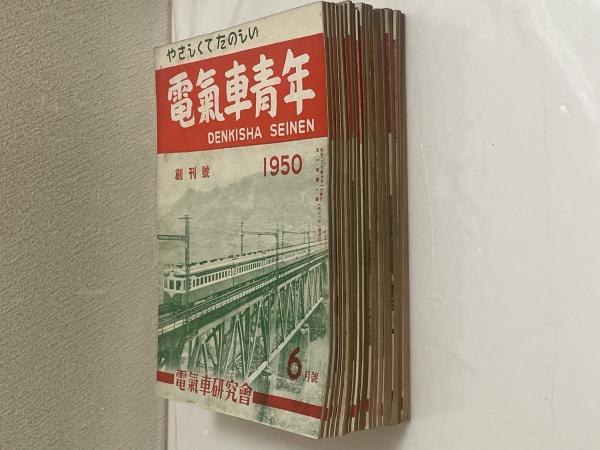 やさしくてたのしい
電氣車青年
DENKISHA SEINEN
創刊號
1950
6月號
電氣車研究會